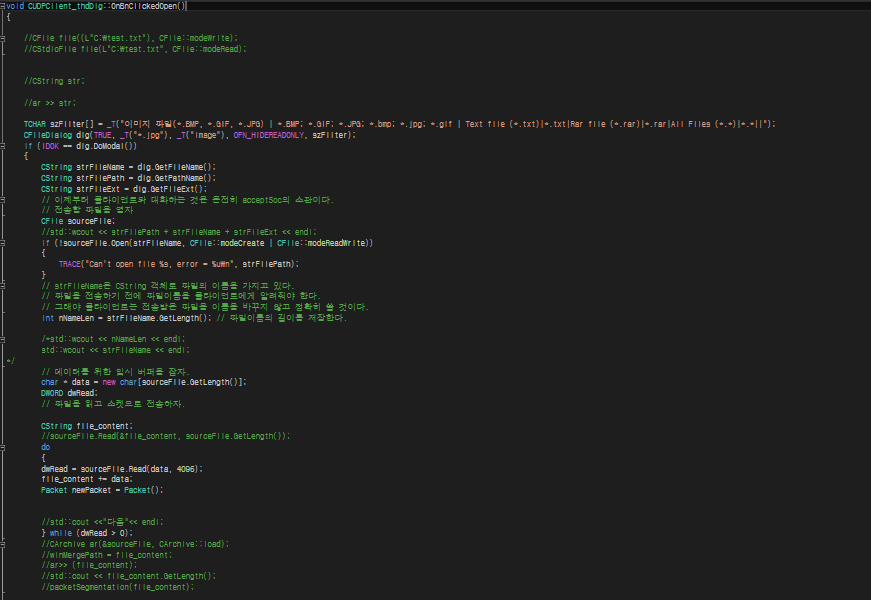 void CUDPClient_thdDlg::OnBnClickedOpen()
{
//CFile file((L"C:\test.txt"), CFile::modeWrite);
//CStdioFile file(L"C:\test.txt", CFile::modeRead);
//CString str;
//ar >> str;
TCHAR szFilter[] = _T("이미지 파일(*.BMP, *.GIF, *.JPG) | *.BMP; *.GIF; *.JPG; *.bmp; *.jpg; *.gif | Text file (*.txt)|*.txt|Rar file (*.rar)|*.rar|All Files (*.*)|*.*||");
CFileDialog dlg(TRUE, _T("*.jpg"), _T("image"), OFN_HIDEREADONLY, szFilter);
if (IDOK == dlg.DoModal())
{
CString strFileName = dlg.GetFileName();
CString strFilePath = dlg.GetPathName();
CString strFileExt = dlg.GetFileExt();
// 이제부터 클라이언트와 대화하는 것은 온전히 acceptSoc의 소관이다.
// 전송할 파일을 열자
CFile sourceFile;
//std::wcout << strFilePath + strFileName + strFileExt << endl;
if (!sourceFile.Open(strFileName, CFile::modeCreate | CFile::modeReadWrite))
{
TRACE("Can't open file %s, error = %u\n", strFilePath);
}
// strFileName은 CString 객체로 파일의 이름을 가지고 있다.
// 파일을 전송하기 전에 파일이름을 클라이언트에게 알려줘야 한다.
// 그래야 클라이언트는 전송받은 파일을 이름을 바꾸지 않고 정확히 쓸 것이다.
int nNameLen = strFileName.GetLength(); // 파일이름의 길이를 저장한다.
/*std::wcout << nNameLen << endl;
std::wcout << strFileName << endl;
*/
// 데이터를 위한 임시 버퍼을 잡자.
char * data = new char[sourceFile.GetLength()];
DWORD dwRead;
// 파일을 읽고 소켓으로 전송하자.
CString file_content;
//sourceFile.Read(&file_content, sourceFile.GetLength());
do
{
dwRead = sourceFile.Read(data, 4096);
file_content += data;
Packet newPacket = Packet();
//std::cout <<"다음"<< endl;
} while (dwRead > 0);
//CArchive ar(&sourceFile, CArchive::load);
//winMergePath = file_content;
//ar>> (file_content);
//std::cout << file_content.GetLength();
//packetSegmentation(file_content);